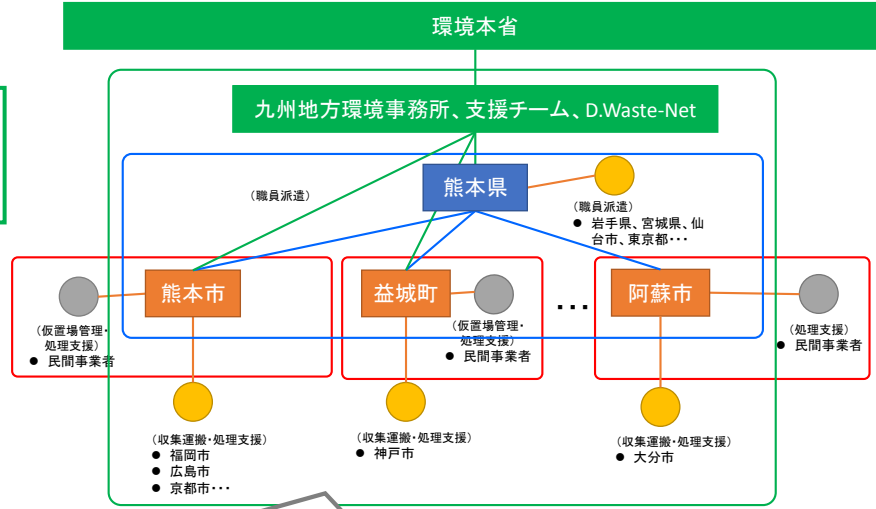 環境本省
九州地方環境事務所、支援チーム、D.Waste-Net
熊本県
（職員派遣）
（職員派遣）
● 岩手県、宮城県、仙
台市、東京都・・・
熊本市
益城町
・・・
阿蘇市
（仮置場管理・
処理支援）
● 民間事業者
（仮置場管理・
処理支援）
● 民間事業者
（処理支援）
● 民間事業者
（収集運搬・処理支援）
● 福岡市
● 広島市
● 京都市・・・
（収集運搬・処理支援）
● 神戸市
（収集運搬・処理支援）
● 大分市